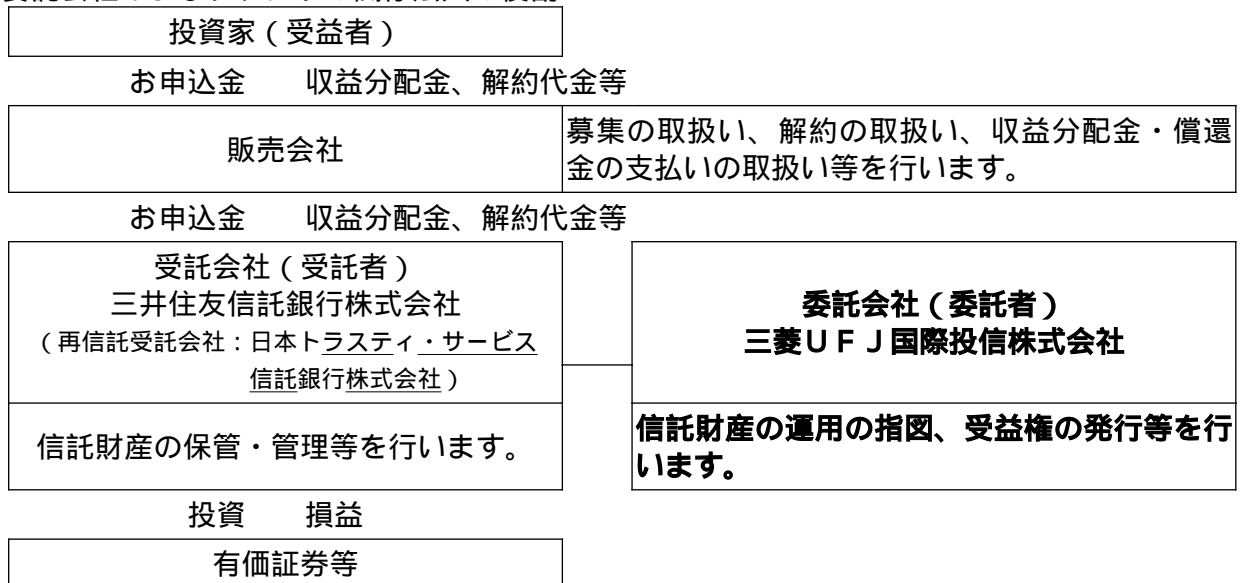 投資家（受益者）
お申込金　　収益分配金、解約代金等
販売会社
募集の取扱い、解約の取扱い、収益分配金・償還
金の支払いの取扱い等を行います。
お申込金　　収益分配金、解約代金等
受託会社（受託者）
三井住友信託銀行株式会社
（再信託受託会社：日本トラスティ・サービス
信託銀行株式会社）
信託財産の保管・管理等を行います。
委託会社（委託者）
三菱ＵＦＪ国際投信株式会社
信託財産の運用の指図、受益権の発行等を行
います。
投資　　損益
有価証券等